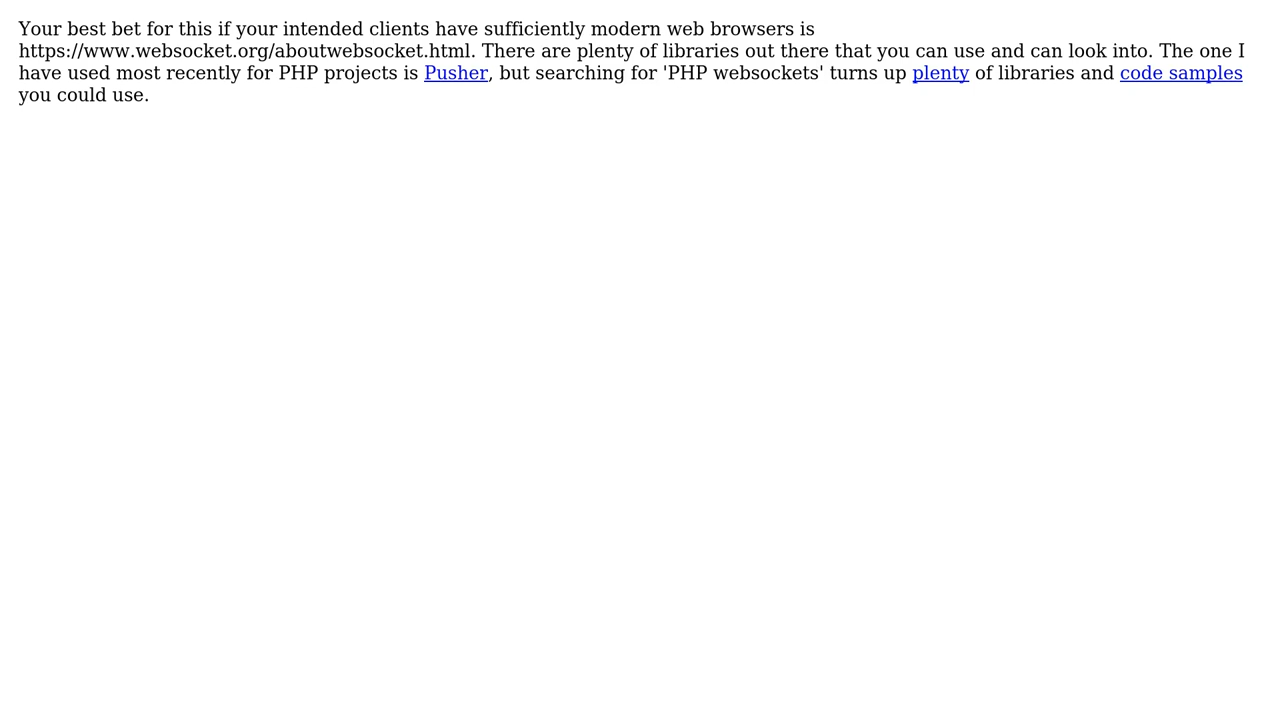 Your best bet for this if your intended clients have sufficiently modern web browsers is
https://www.websocket.org/aboutwebsocket.html. There are plenty of libraries out there that you can use and can look into. The one I
have used most recently for PHP projects is Pusher, but searching for 'PHP websockets' turns up plenty of libraries and code samples
you could use.